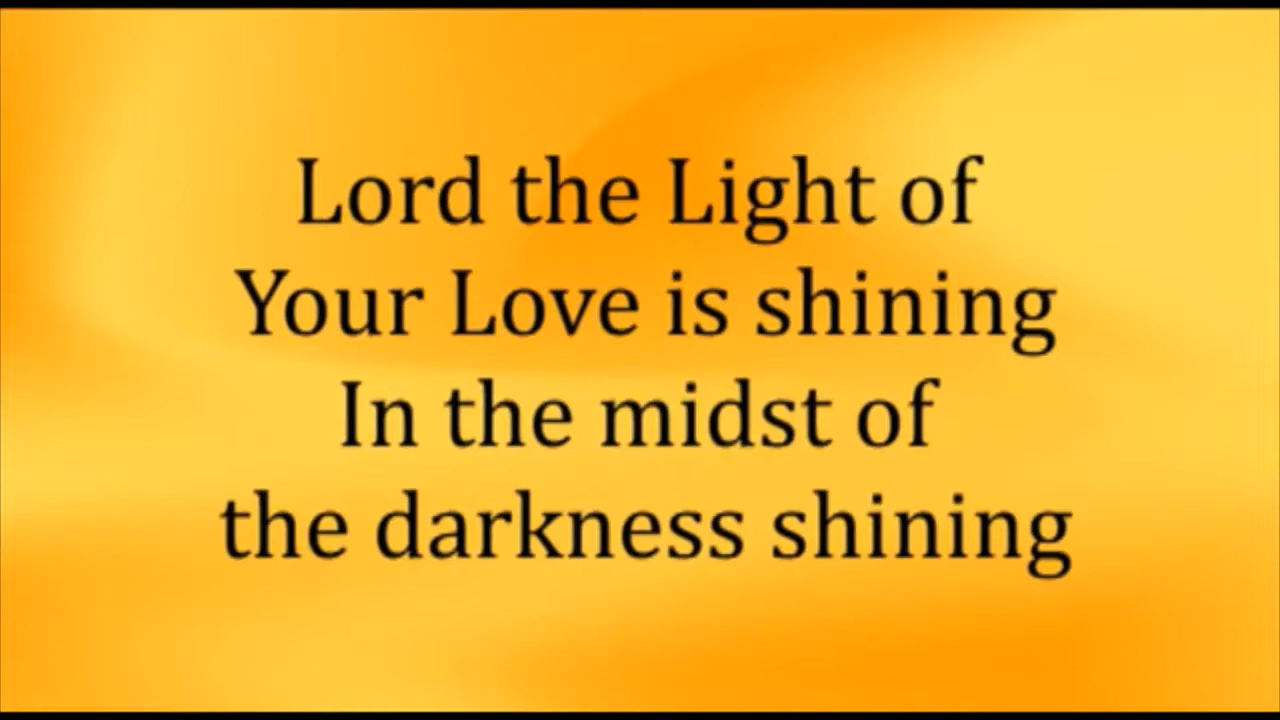 Lord the Light of
Your Love is shining
In the midst of
the darkness shining